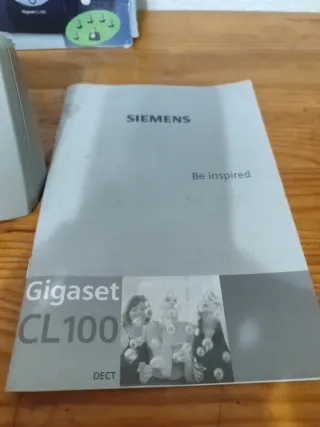 SIEMENS
Be inspired
Gigaset
CL100
DECT